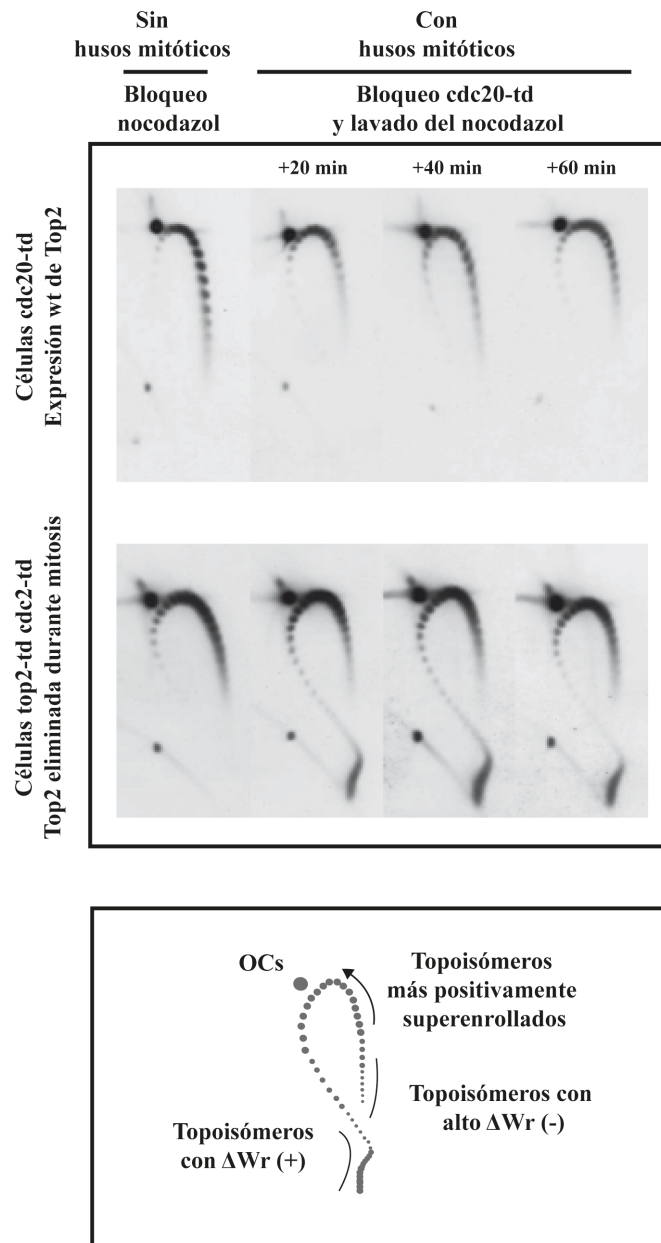 Sin
husos mitóticos
Con
husos mitóticos
Bloqueo
nocodazol
Bloqueo cdc20-td
y lavado del nocodazol
+20 min
+40 min
+60 min
Células cdc20-td
Expresión wt de Top2
Células top2-td cdc2-td
Top2 eliminada durante mitosis
OCs
Topoisómeros
más positivamente
superenrollados
Topoisómeros con
alto ΔWr (-)
Topoisómeros
con ΔWr (+)